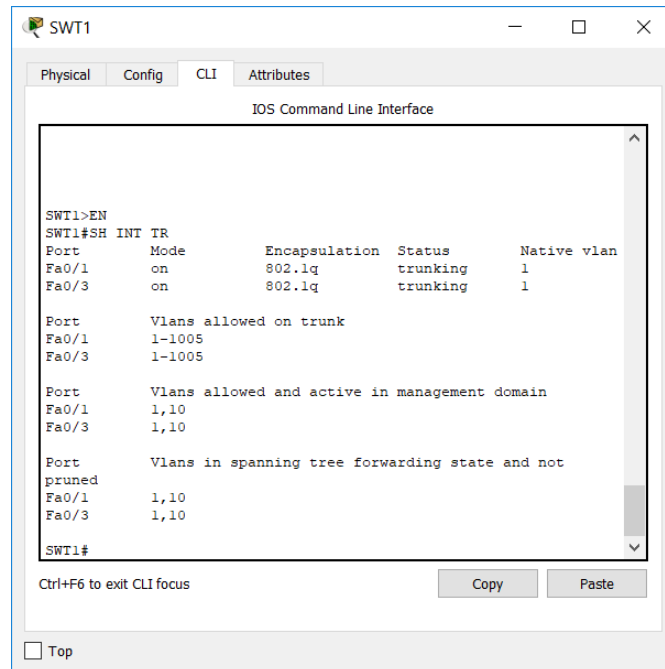 SWT1
Physical Config CLI Attributes
IOS Command Line Interface
SWT1>EN
SWT1#SH INT TR
Port Mode Encapsulation Status Native vlan
Fa0/1 on 802.1q trunking 1
Fa0/3 on 802.1q trunking 1
Port Vlans allowed on trunk
Fa0/1 1-1005
Fa0/3 1-1005
Port Vlans allowed and active in management domain
Fa0/1 1,10
Fa0/3 1,10
Port Vlans in spanning tree forwarding state and not
pruned
Fa0/1 1,10
Fa0/3 1,10
SWT1#
Ctrl+F6 to exit CLI focus Copy Paste
Top